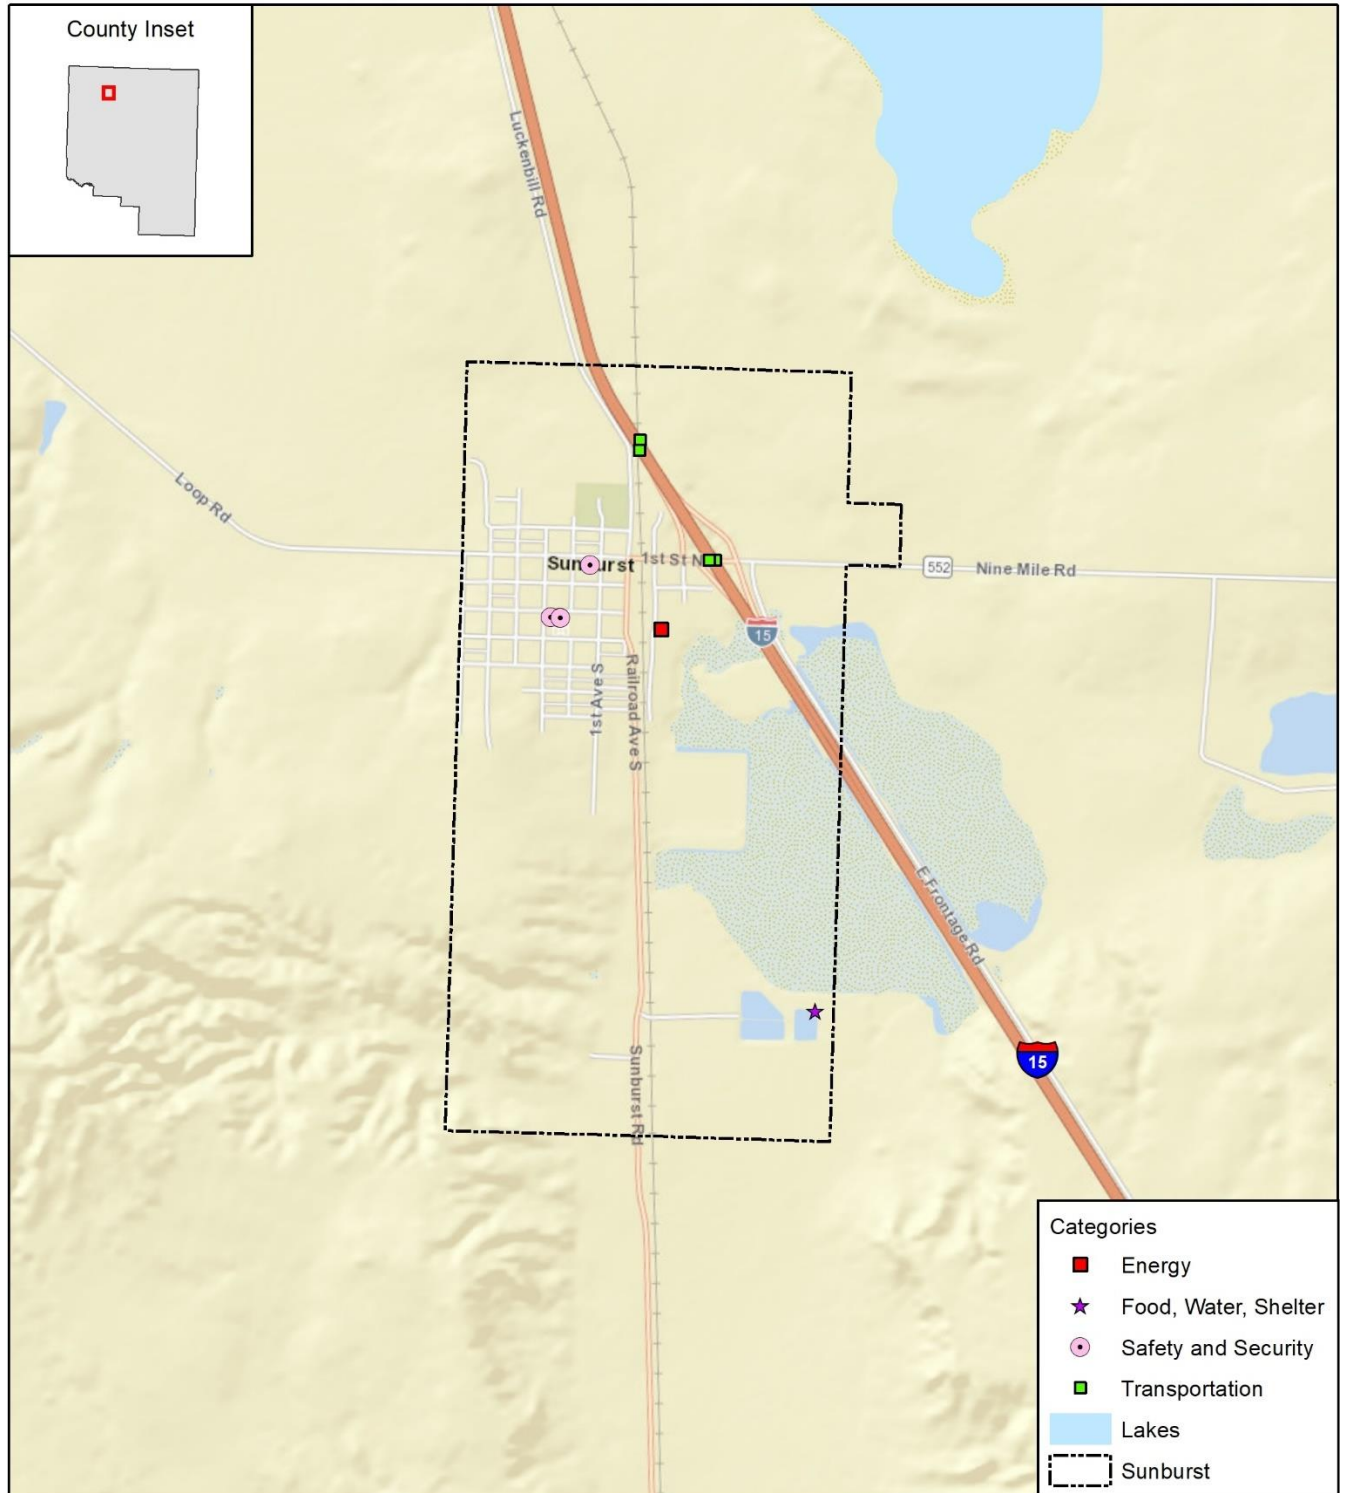 County Inset
Luckenbill Rd
Loop Rd
Sunburst
1st St N
552
Nine Mile Rd
15
1st Ave S
Railroad Ave S
E Frontage Rd
15
Sunburst Rd
Categories
Energy
Food, Water, Shelter
Safety and Security
Transportation
Lakes
Sunburst